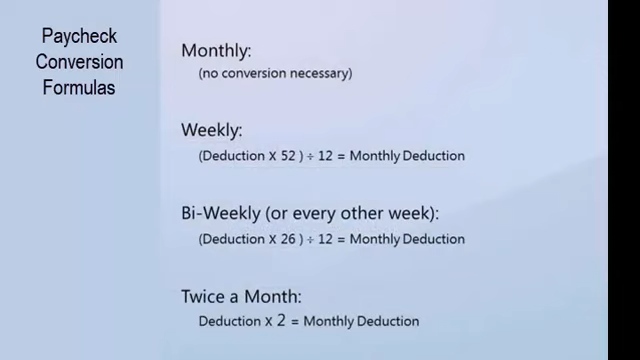 Paycheck
Conversion
Formulas
Monthly:
(no conversion necessary)
Weekly:
(Deduction x 52 ) ÷ 12 = Monthly Deduction
Bi-Weekly (or every other week):
(Deduction x 26 ) ÷ 12 = Monthly Deduction
Twice a Month:
Deduction x 2 = Monthly Deduction